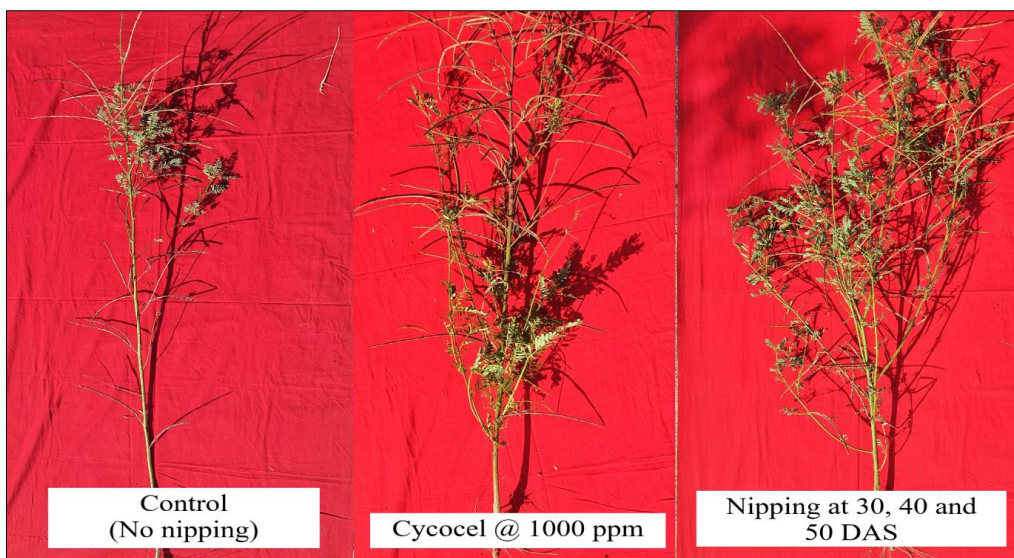 Control
(No nipping)
Cycocel @ 1000 ppm
Nipping at 30, 40 and
50 DAS